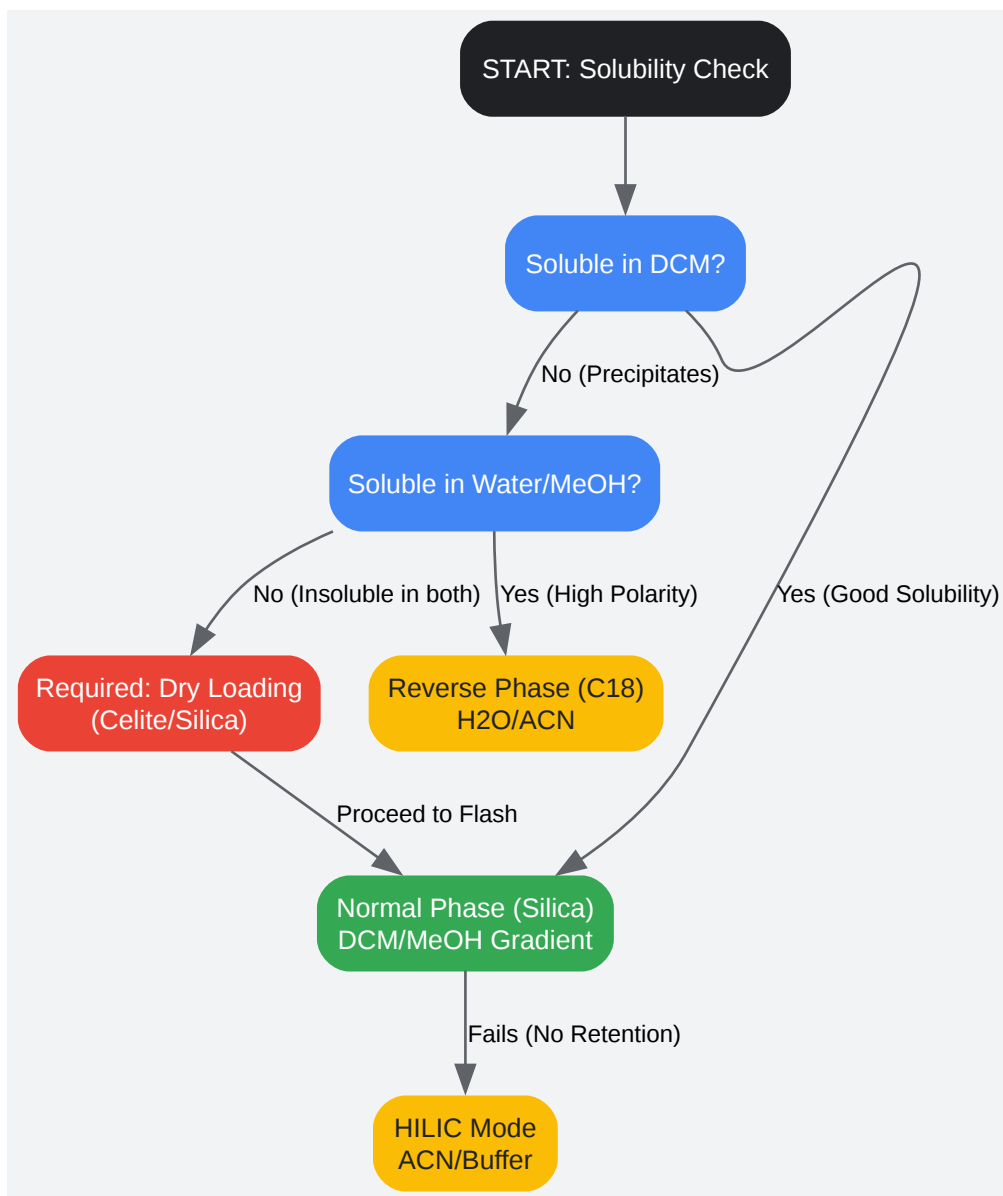 START: Solubility Check
Soluble in DCM?
No (Precipitates)
Soluble in Water/MeOH?
No (Insoluble in both)
Yes (High Polarity)
Yes (Good Solubility)
Required: Dry Loading
(Celite/Silica)
Reverse Phase (C18)
H2O/ACN
Proceed to Flash
Normal Phase (Silica)
DCM/MeOH Gradient
Fails (No Retention)
HILIC Mode
ACN/Buffer